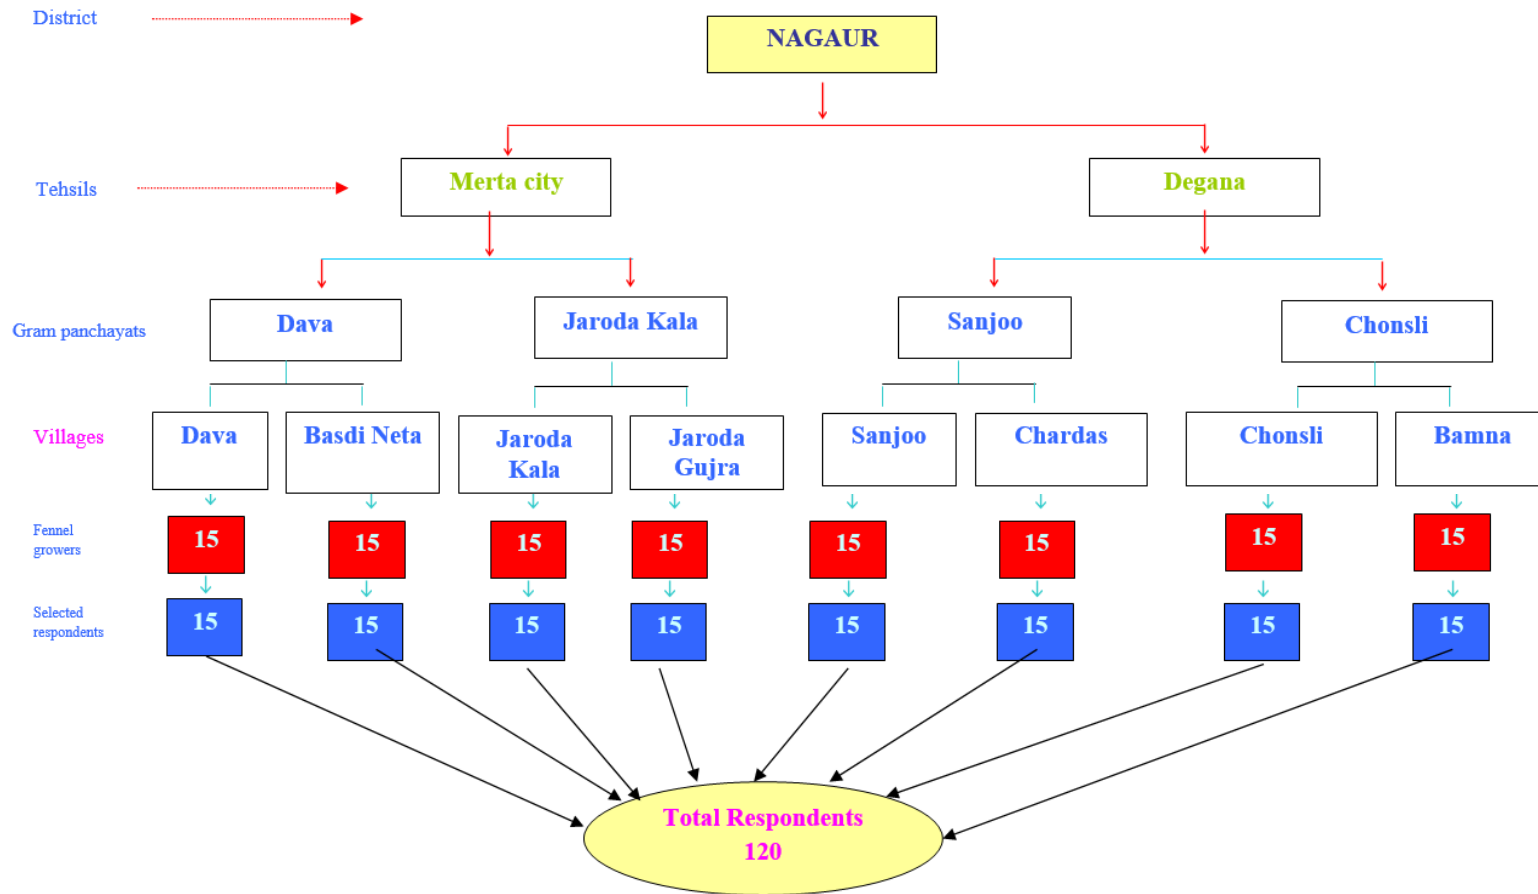 District
NAGAUR
Tehsils
Merta city
Degana
Gram panchayats
Dava
Jaroda Kala
Sanjoo
Chonsli
Villages
Dava
Basdi Neta
Jaroda
Kala
Jaroda
Gujra
Sanjoo
Chardas
Chonsli
Bamna
Fennel
growers
15
15
15
15
15
15
15
15
Selected
respondents
15
15
15
15
15
15
15
15
Total Respondents
120